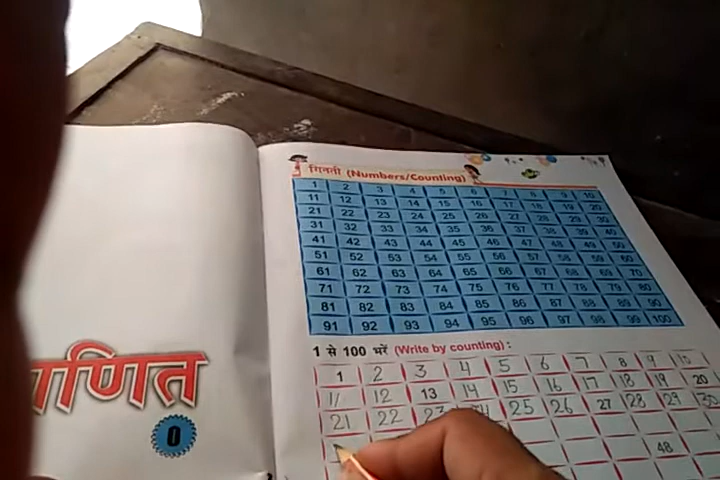 गणित
0
गिनती (Numbers/Counting)
1 2 3 4 5 6 7 8 9 10
11 12 13 14 15 16 17 18 19 20
21 22 23 24 25 26 27 28 29 30
31 32 33 34 35 36 37 38 39 40
41 42 43 44 45 46 47 48 49 50
51 52 53 54 55 56 57 58 59 60
61 62 63 64 65 66 67 68 69 70
71 72 73 74 75 76 77 78 79 80
81 82 83 84 85 86 87 88 89 90
91 92 93 94 95 96 97 98 99 100
1 से 100 भरें (Write by counting) :
1 2 3 4 5 6 7 8 9 10
11 12 13 14 15 16 17 18 19 20
21 22 23 24 25 26 27 28 29 30
48